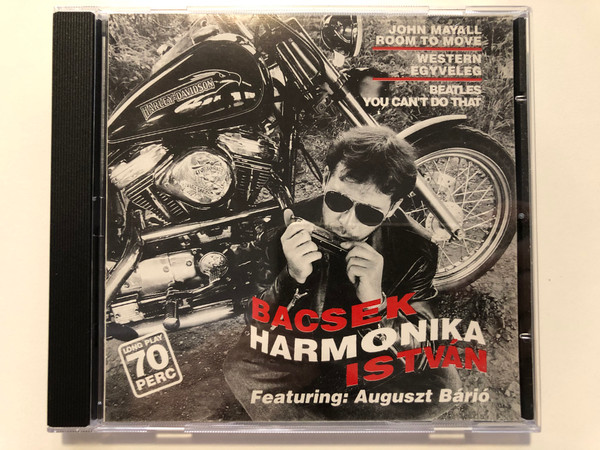 JOHN MAYALL
ROOM TO MOVE
WESTERN
EGYVELEG
BEATLES
YOU CAN'T DO THAT
HARLEY-DAVIDSON
BACSEK
HARMONIKA
ISTVÁN
LONG PLAY
70
PERC
Featuring: Auguszt Bárió